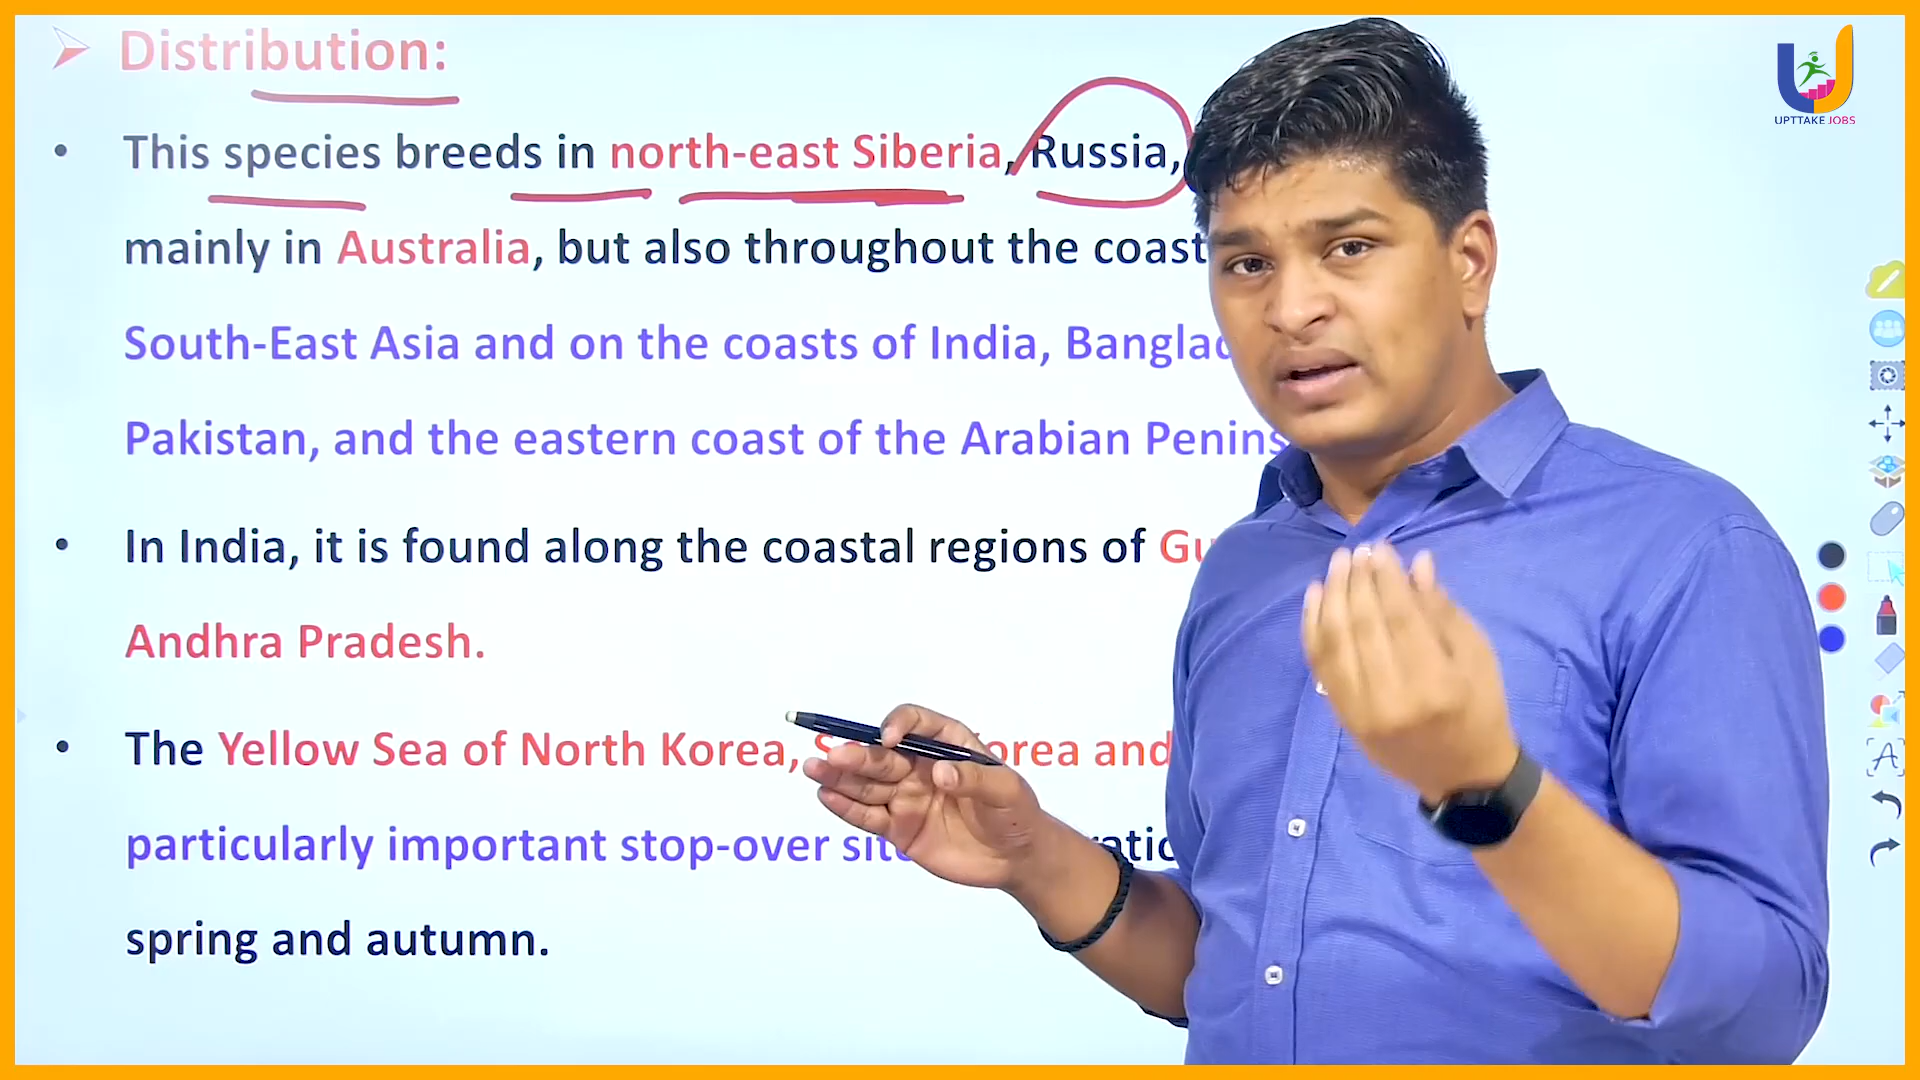 Distribution:
UPTTAKE JOBS
• This species breeds in north-east Siberia, Russia,
mainly in Australia, but also throughout the coast
South-East Asia and on the coasts of India,
Pakistan, and the eastern coast of the Arabian
• In India, it is found along the coastal regions of
Andhra Pradesh.
• The Yellow Sea of North Korea, and
particularly important stop-over
spring and autumn.